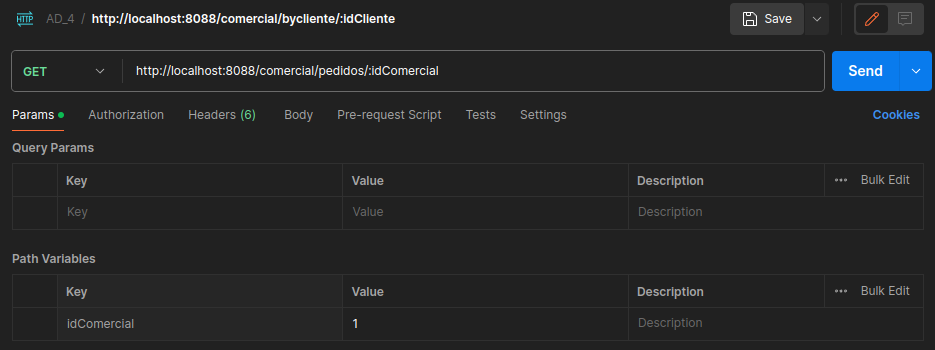 HTTP AD_4 / http://localhost:8088/comercial/bycliente/:idCliente Save
GET http://localhost:8088/comercial/pedidos/:idComercial Send
Params Authorization Headers (6) Body Pre-request Script Tests Settings Cookies
Query Params
Key Value Description ••• Bulk Edit
Key Value Description
Path Variables
Key Value Description ••• Bulk Edit
idComercial 1 Description